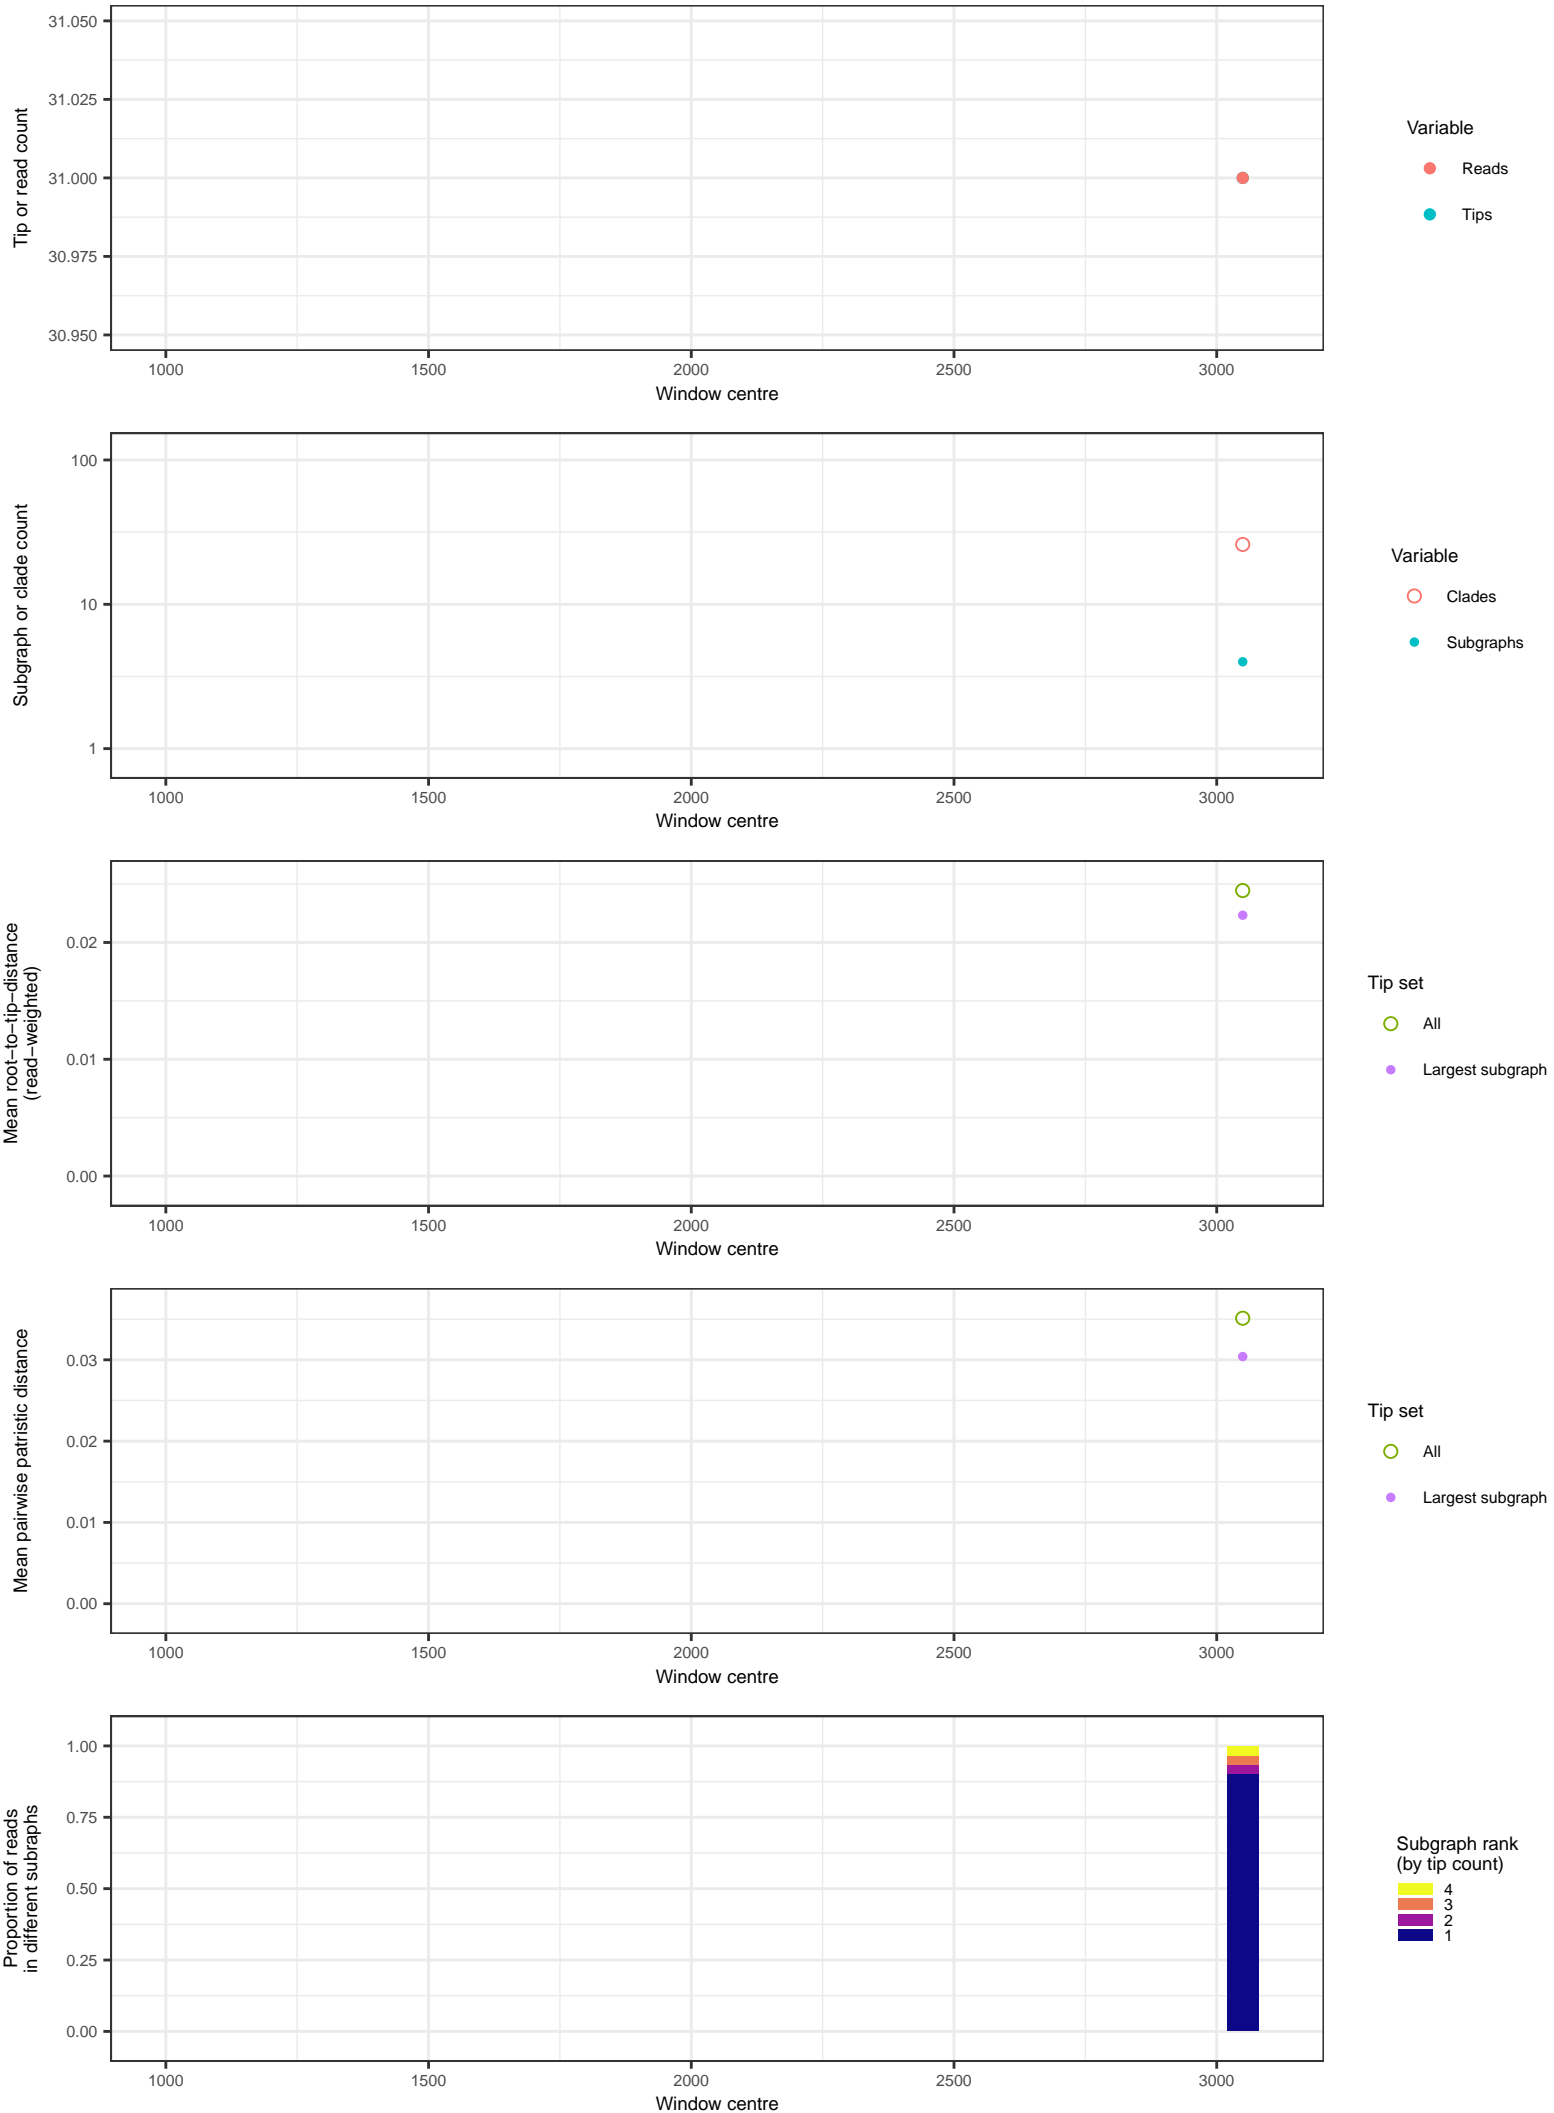 Tip or read count
31.050
31.025
31.000
30.975
30.950
1000 1500 2000 2500 3000
Window centre
Variable
Reads
Tips
Subgraph or clade count
100
10
1
1000 1500 2000 2500 3000
Window centre
Variable
Clades
Subgraphs
Mean root−to−tip−distance
(read−weighted)
0.02
0.01
0.00
1000 1500 2000 2500 3000
Window centre
Tip set
All
Largest subgraph
Mean pairwise patristic distance
0.03
0.02
0.01
0.00
1000 1500 2000 2500 3000
Window centre
Tip set
All
Largest subgraph
Proportion of reads
in different subraphs
1.00
0.75
0.50
0.25
0.00
1000 1500 2000 2500 3000
Window centre
Subgraph rank
(by tip count)
4
3
2
1